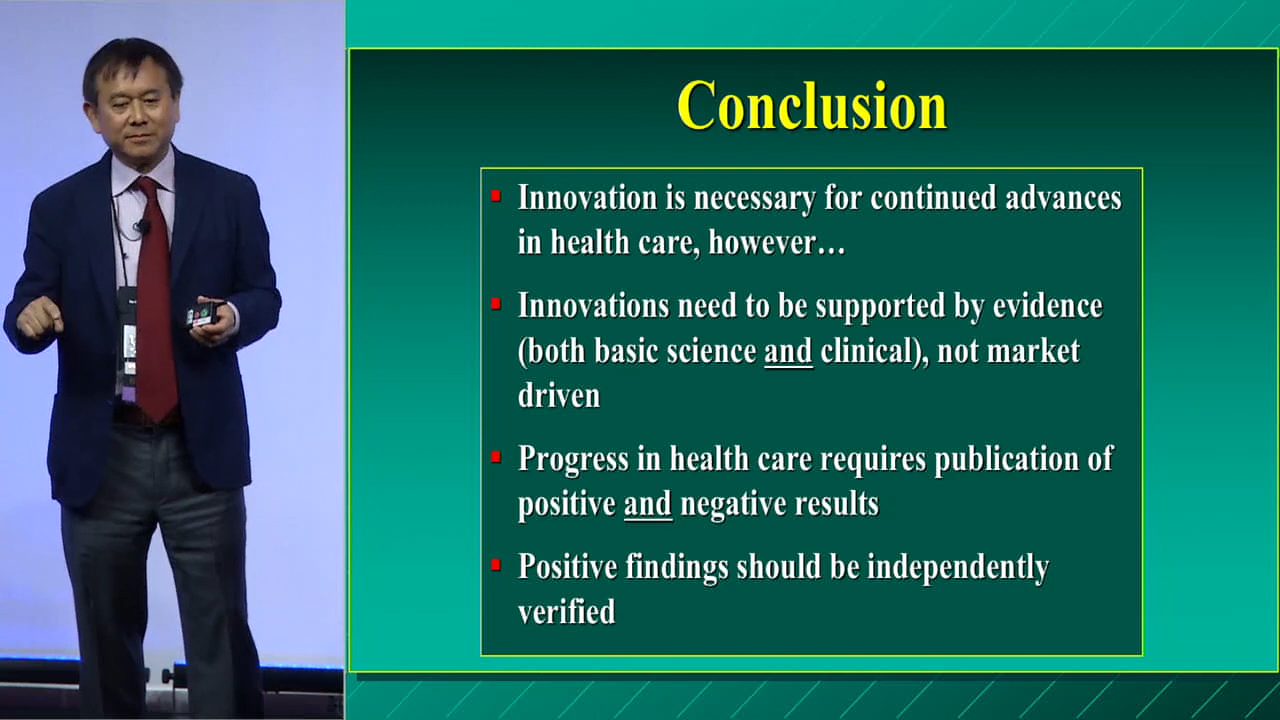 Conclusion
Innovation is necessary for continued advances
in health care, however…
Innovations need to be supported by evidence
(both basic science and clinical), not market
driven
Progress in health care requires publication of
positive and negative results
Positive findings should be independently
verified